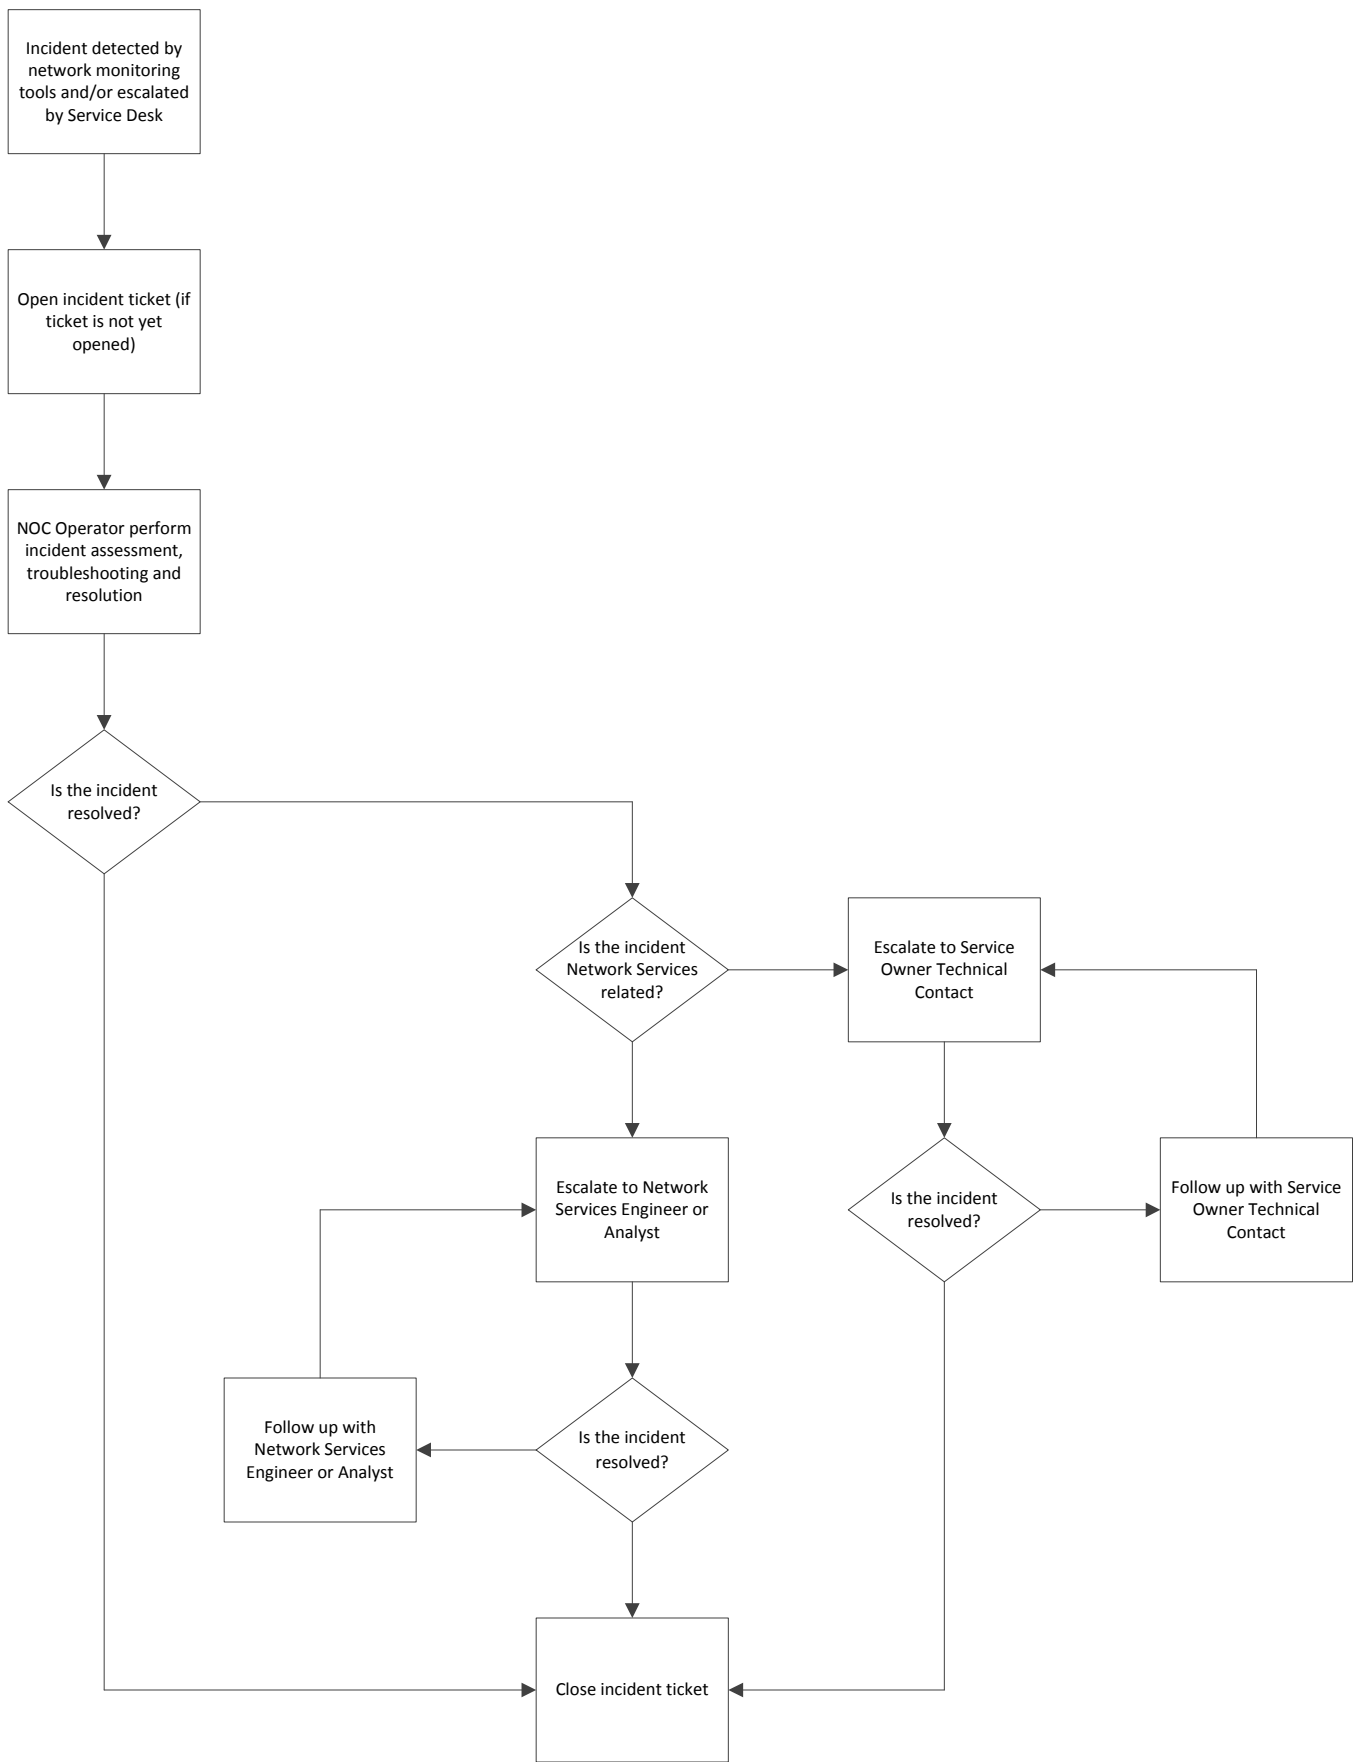 Incident detected by
network monitoring
tools and/or escalated
by Service Desk
Open incident ticket (if
ticket is not yet
opened)
NOC Operator perform
incident assessment,
troubleshooting and
resolution
Is the incident
resolved?
Is the incident
Network Services
related?
Escalate to Service
Owner Technical
Contact
Escalate to Network
Services Engineer or
Analyst
Is the incident
resolved?
Follow up with Service
Owner Technical
Contact
Follow up with
Network Services
Engineer or Analyst
Is the incident
resolved?
Close incident ticket